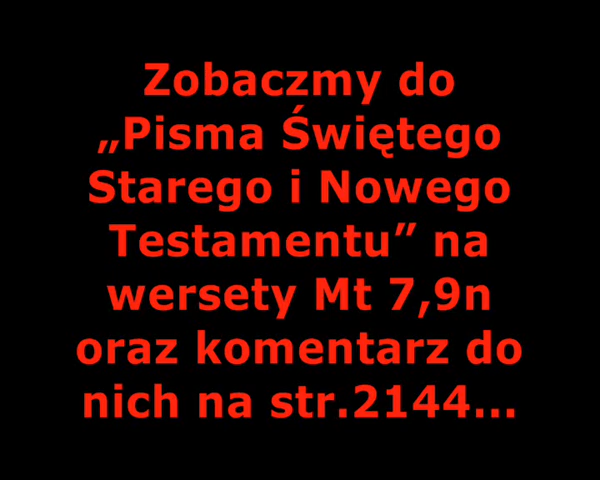 Zobaczmy do
„Pisma Świętego
Starego i Nowego
Testamentu” na
wersety Mt 7,9n
oraz komentarz do
nich na str.2144...